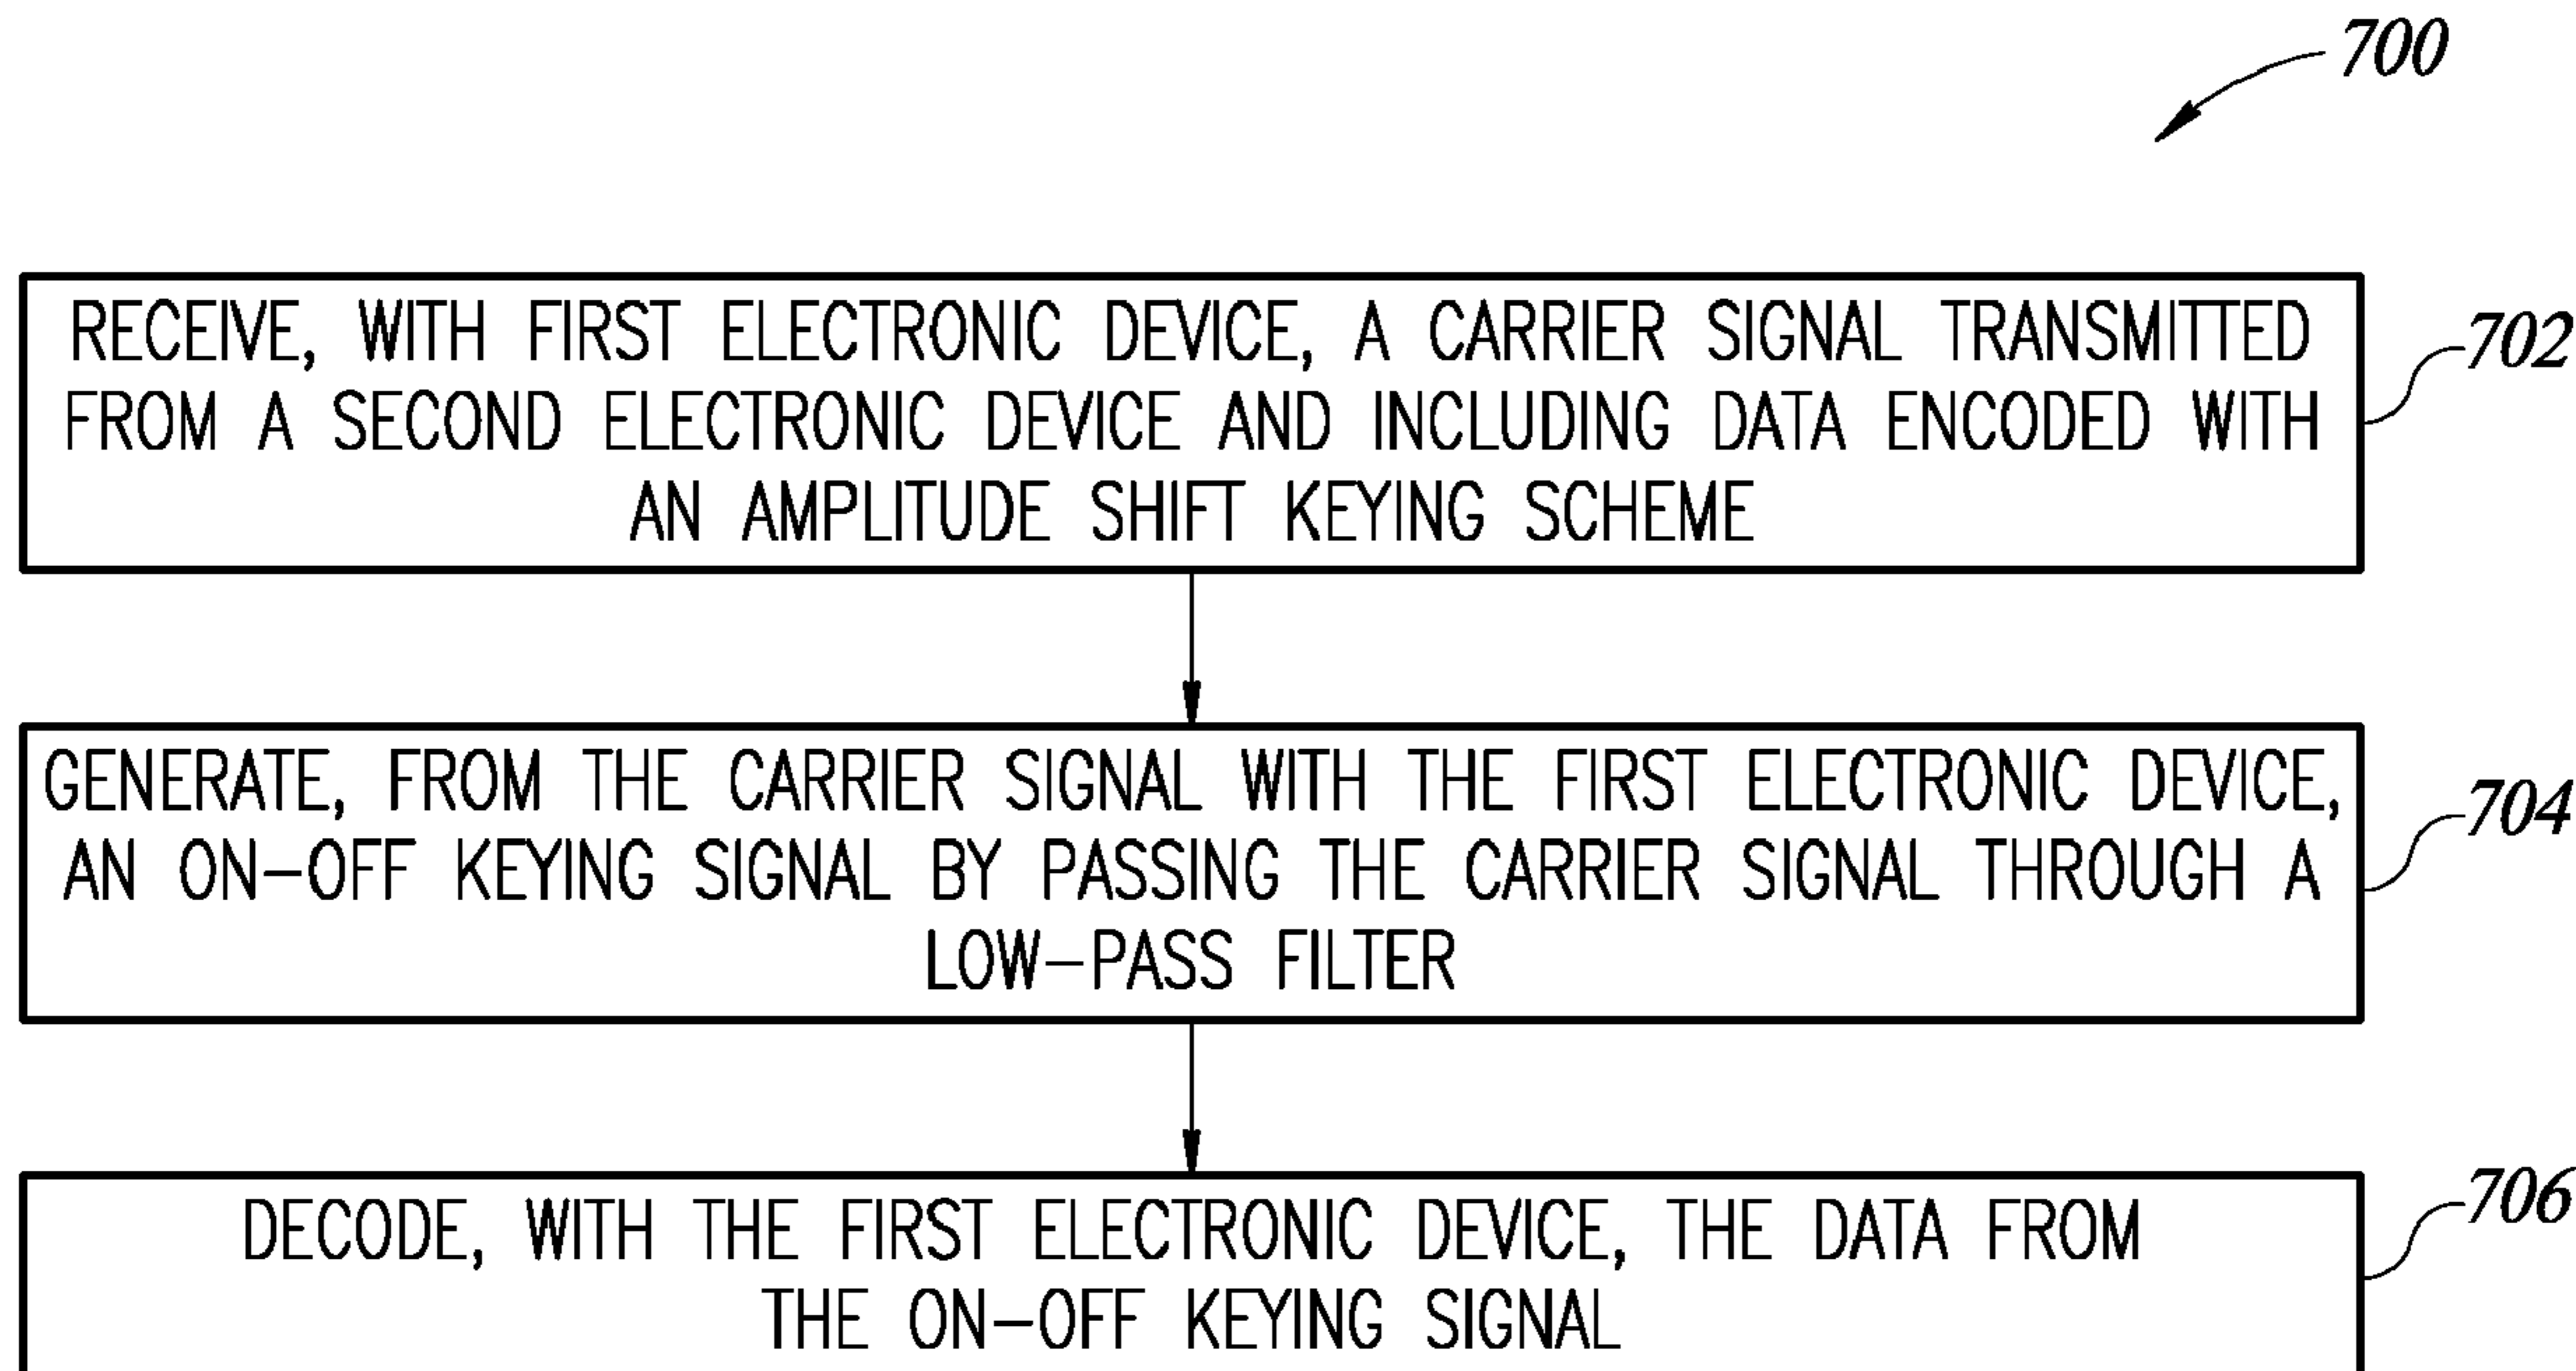 700
RECEIVE, WITH FIRST ELECTRONIC DEVICE, A CARRIER SIGNAL TRANSMITTED
FROM A SECOND ELECTRONIC DEVICE AND INCLUDING DATA ENCODED WITH
AN AMPLITUDE SHIFT KEYING SCHEME
702
GENERATE, FROM THE CARRIER SIGNAL WITH THE FIRST ELECTRONIC DEVICE,
AN ON-OFF KEYING SIGNAL BY PASSING THE CARRIER SIGNAL THROUGH A
LOW-PASS FILTER
704
DECODE, WITH THE FIRST ELECTRONIC DEVICE, THE DATA FROM
THE ON-OFF KEYING SIGNAL
706